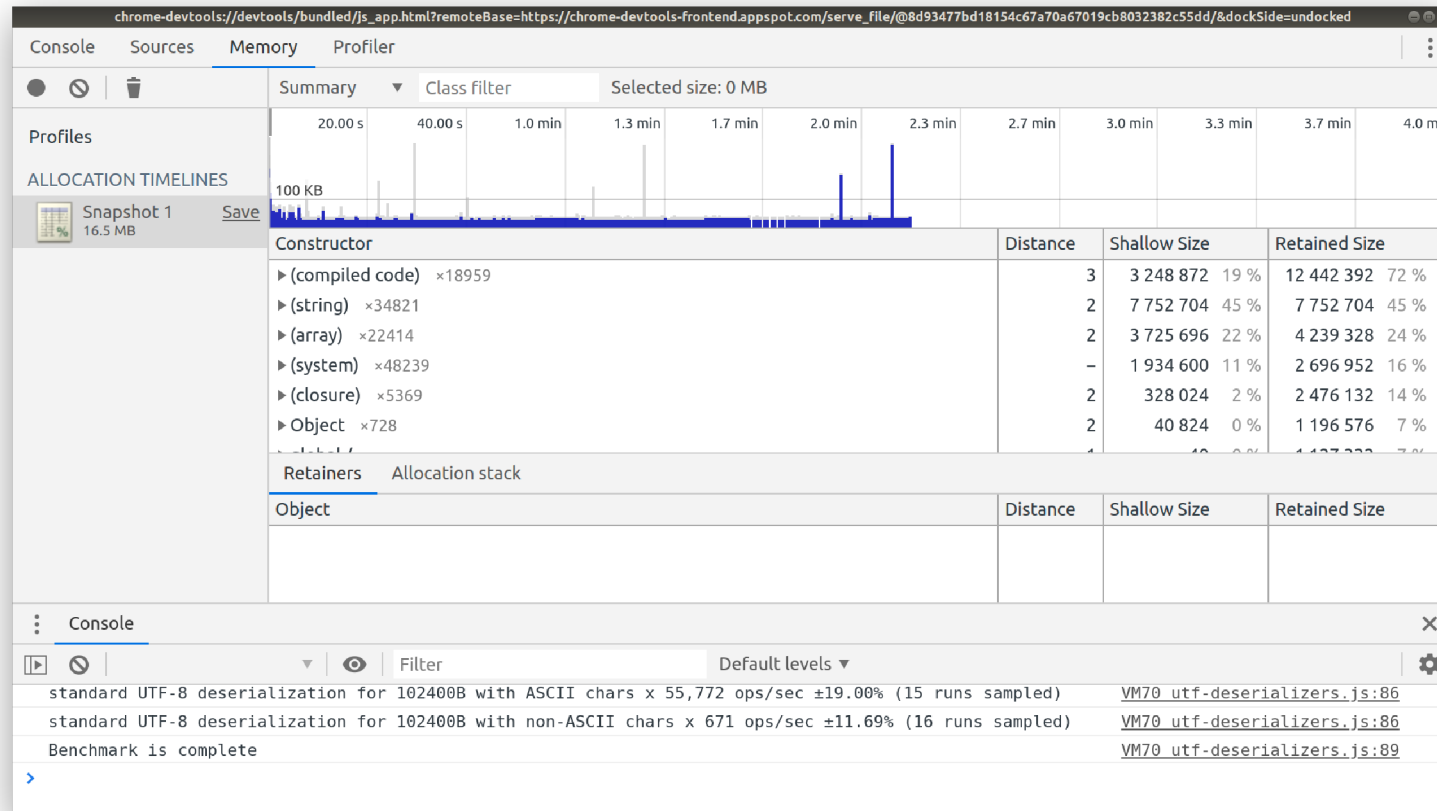 chrome-devtools://devtools/bundled/js_app.html?remoteBase=https://chrome-devtools-frontend.appspot.com/serve_file/@8d93477bd18154c67a70a67019cb8032382c55dd/&dockSide=undocked
Console Sources Memory Profiler
Summary ▼ Class filter Selected size: 0 MB
Profiles
ALLOCATION TIMELINES
Snapshot 1 Save
16.5 MB
20.00 s 40.00 s 1.0 min 1.3 min 1.7 min 2.0 min 2.3 min 2.7 min 3.0 min 3.3 min 3.7 min 4.0 m
100 KB
Constructor Distance Shallow Size Retained Size
(compiled code) ×18959 3 3 248 872 19 % 12 442 392 72 %
(string) ×34821 2 7 752 704 45 % 7 752 704 45 %
(array) ×22414 2 3 725 696 22 % 4 239 328 24 %
(system) ×48239 – 1 934 600 11 % 2 696 952 16 %
(closure) ×5369 2 328 024 2 % 2 476 132 14 %
Object ×728 2 40 824 0 % 1 196 576 7 %
Retainers Allocation stack
Object Distance Shallow Size Retained Size
Console
Filter Default levels ▼
standard UTF-8 deserialization for 102400B with ASCII chars x 55,772 ops/sec ±19.00% (15 runs sampled) VM70 utf-deserializers.js:86
standard UTF-8 deserialization for 102400B with non-ASCII chars x 671 ops/sec ±11.69% (16 runs sampled) VM70 utf-deserializers.js:86
Benchmark is complete VM70 utf-deserializers.js:89